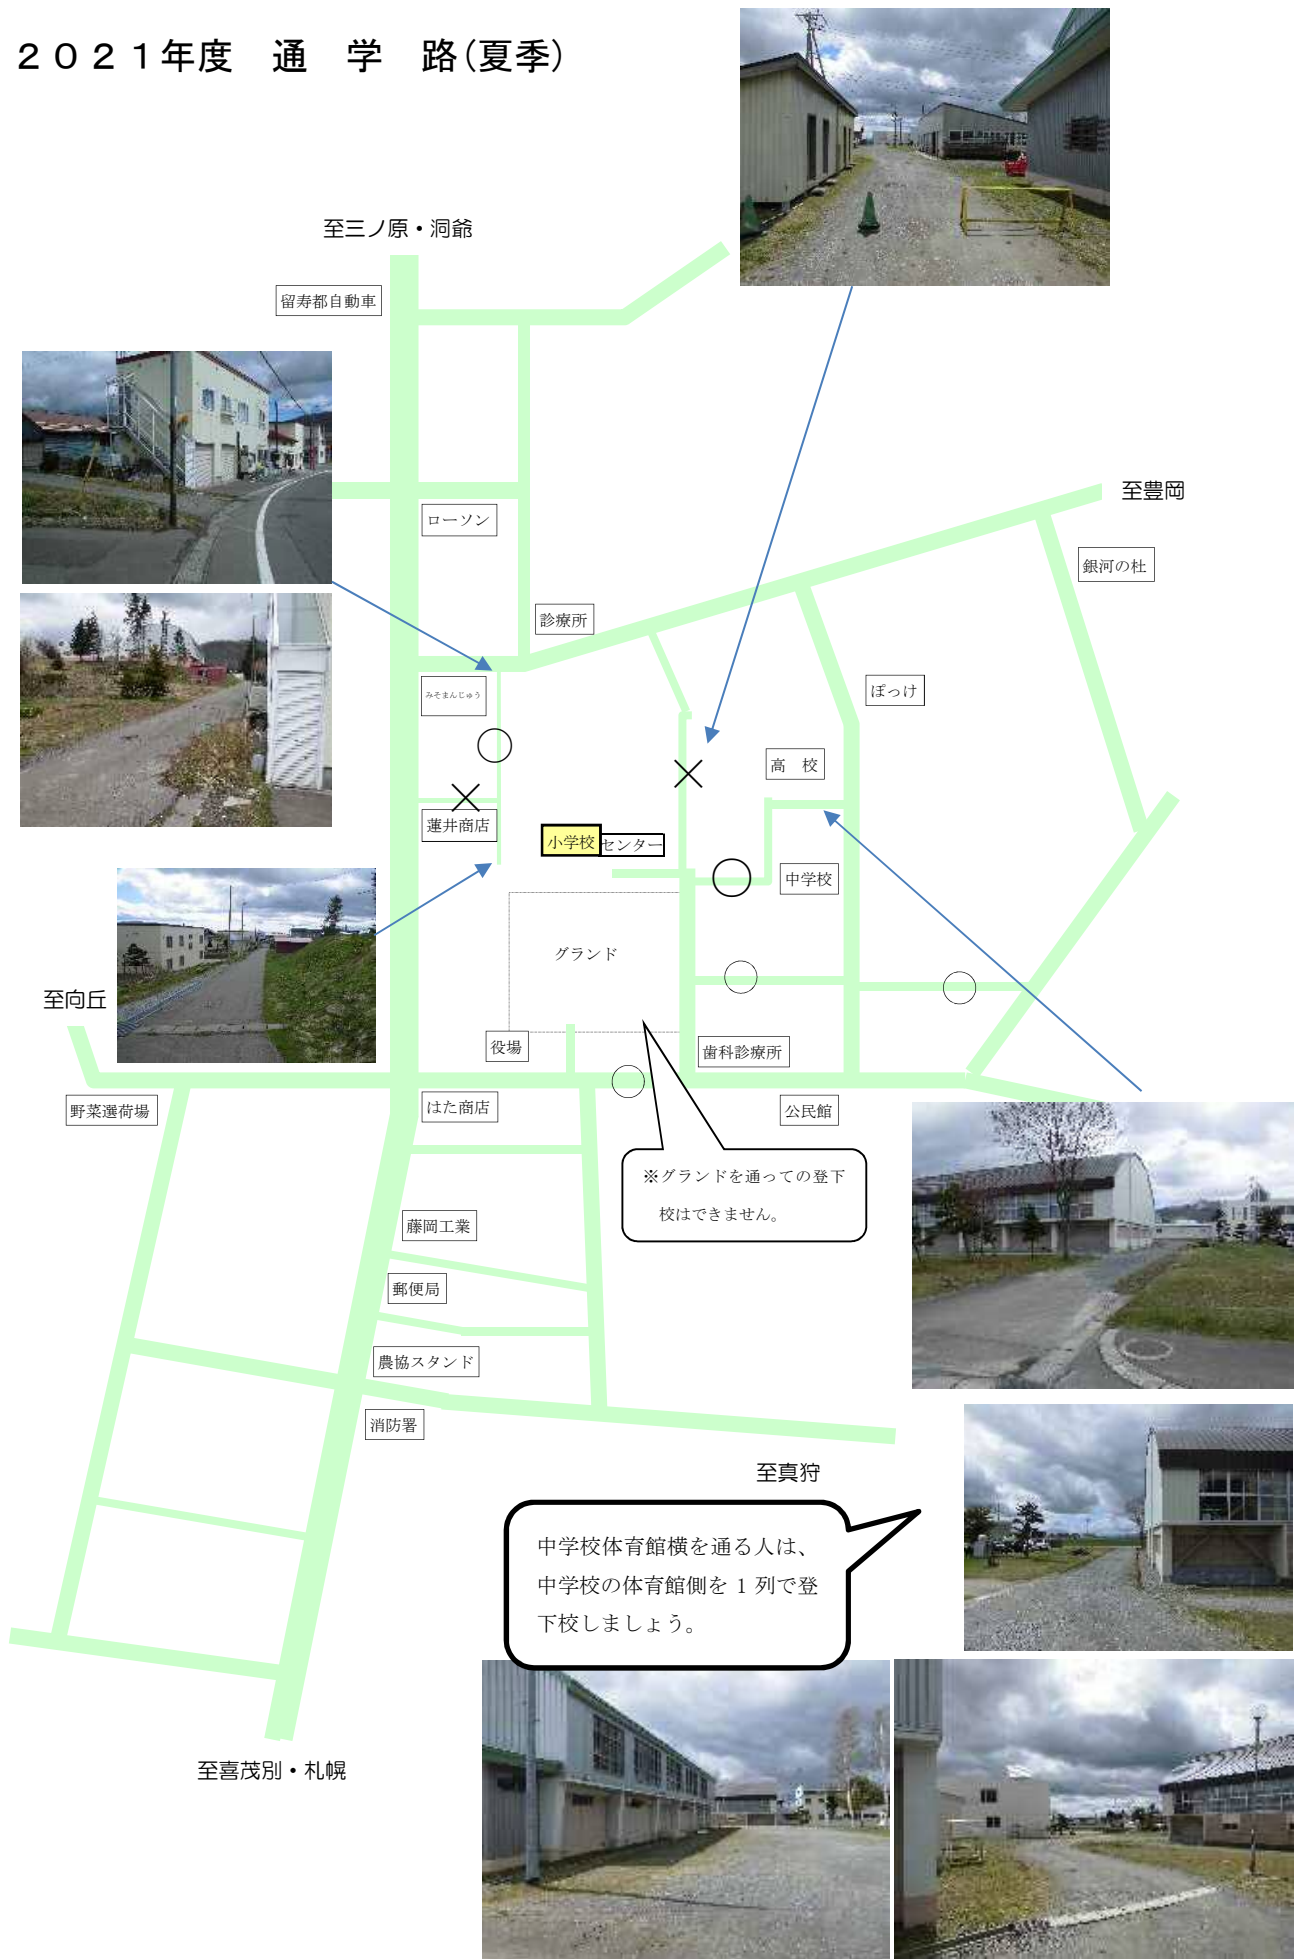 ２０２１年度　通　学　路(夏季)
至三ノ原・洞爺
留寿都自動車
至豊岡
ローソン
銀河の杜
診療所
ぽっけ
みそまんじゅう
高　校
蓮井商店
小学校
センター
中学校
グランド
至向丘
役場
歯科診療所
野菜選荷場
はた商店
公民館
※グランドを通っての登下
校はできません。
藤岡工業
郵便局
農協スタンド
消防署
至真狩
中学校体育館横を通る人は、
中学校の体育館側を 1 列で登
下校しましょう。
至喜茂別・札幌